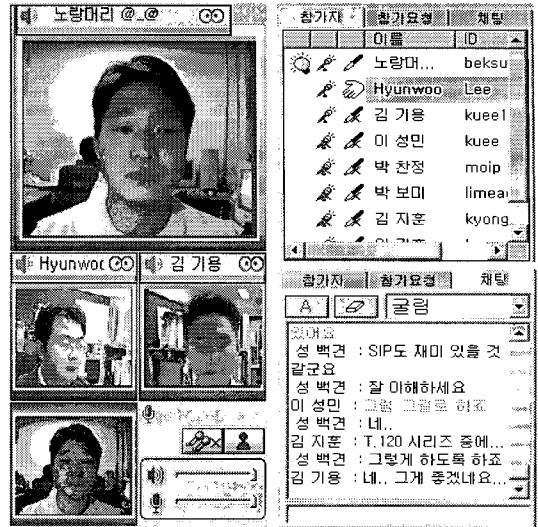 노랑머리 @_@
Hyunwoc
김 기용
참가자 참가요청 채팅
이름 ID
노랑대... beksu
Hyunwoo Lee
김 기용 kuee1
이 성민 kuee
박 찬정 moip
박 보미 limea
김 지훈 kyong
참가자 참가요청 채팅
A 굴림
있어요
성 백견 : SIP도 재미 있을 것
같군요
성 백견 : 잘 이해하세요
이 성민 : 그럼 그걸로 하죠
성 백견 : 네..
김 지훈 : T.120 시리즈 중에...
성 백견 : 그렇게 하도록 하죠
김 기용 : 네.. 그게 좋겠네요...